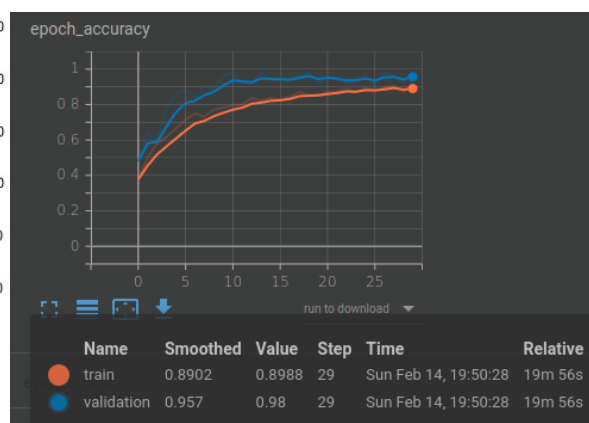 epoch_accuracy
1
0.8
0.6
0.4
0.2
0
0 5 10 15 20 25
run to download
Name Smoothed Value Step Time Relative
train 0.8902 0.8988 29 Sun Feb 14, 19:50:28 19m 56s
validation 0.957 0.98 29 Sun Feb 14, 19:50:28 19m 56s